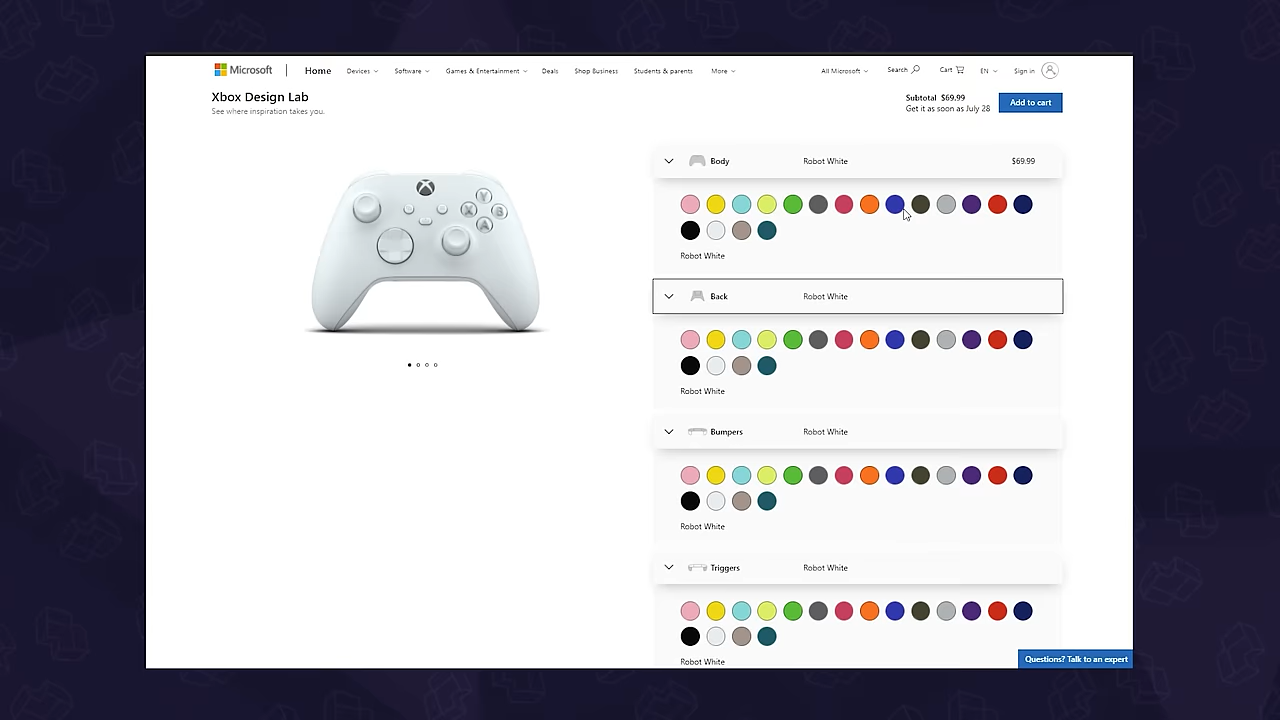 Microsoft Home Devices Software Games & Entertainment Deals Shop Business Students & parents More All Microsoft Search Cart EN Sign in
Xbox Design Lab
See where inspiration takes you.
Subtotal $69.99
Get it as soon as July 28
Add to cart
Y
X B
A
Body Robot White $69.99
Robot White
Back Robot White
Robot White
Bumpers Robot White
Robot White
Triggers Robot White
Robot White
Questions? Talk to an expert